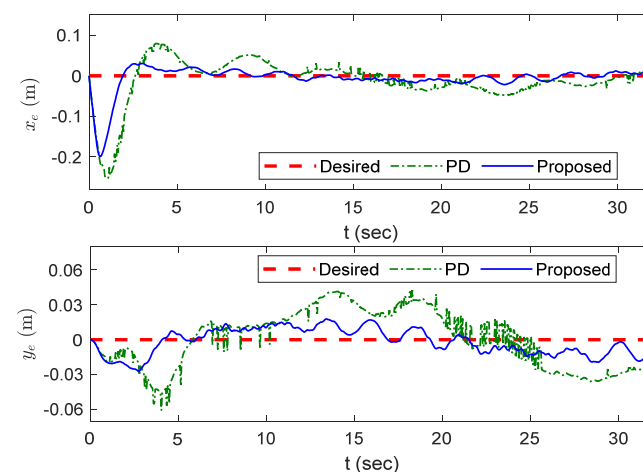 0.1
0
-0.1
-0.2
x_e (m)
Desired PD Proposed
0 5 10 15 20 25 30
t (sec)
0.06
0.03
0
-0.03
-0.06
y_e (m)
Desired PD Proposed
0 5 10 15 20 25 30
t (sec)